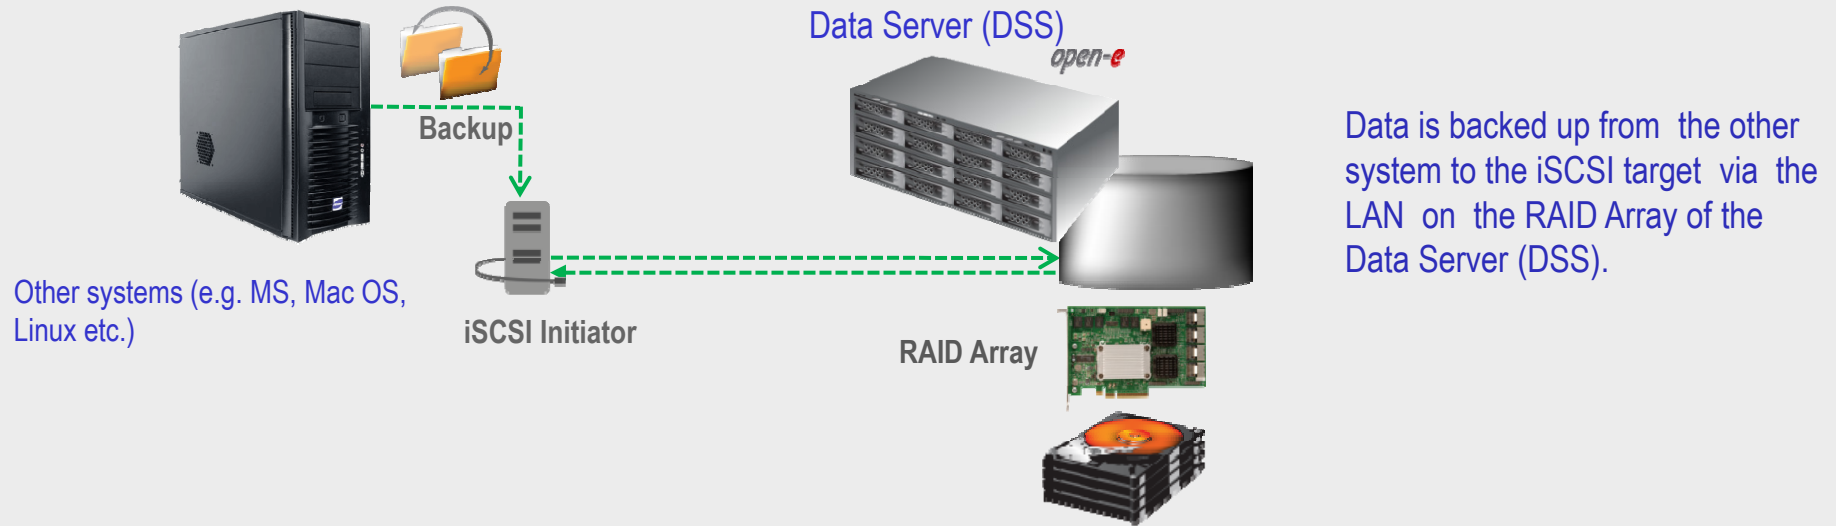 Data Server (DSS)
open-e
Backup
Other systems (e.g. MS, Mac OS,
Linux etc.)
iSCSI Initiator
RAID Array
Data is backed up from the other
system to the iSCSI target via the
LAN on the RAID Array of the
Data Server (DSS).